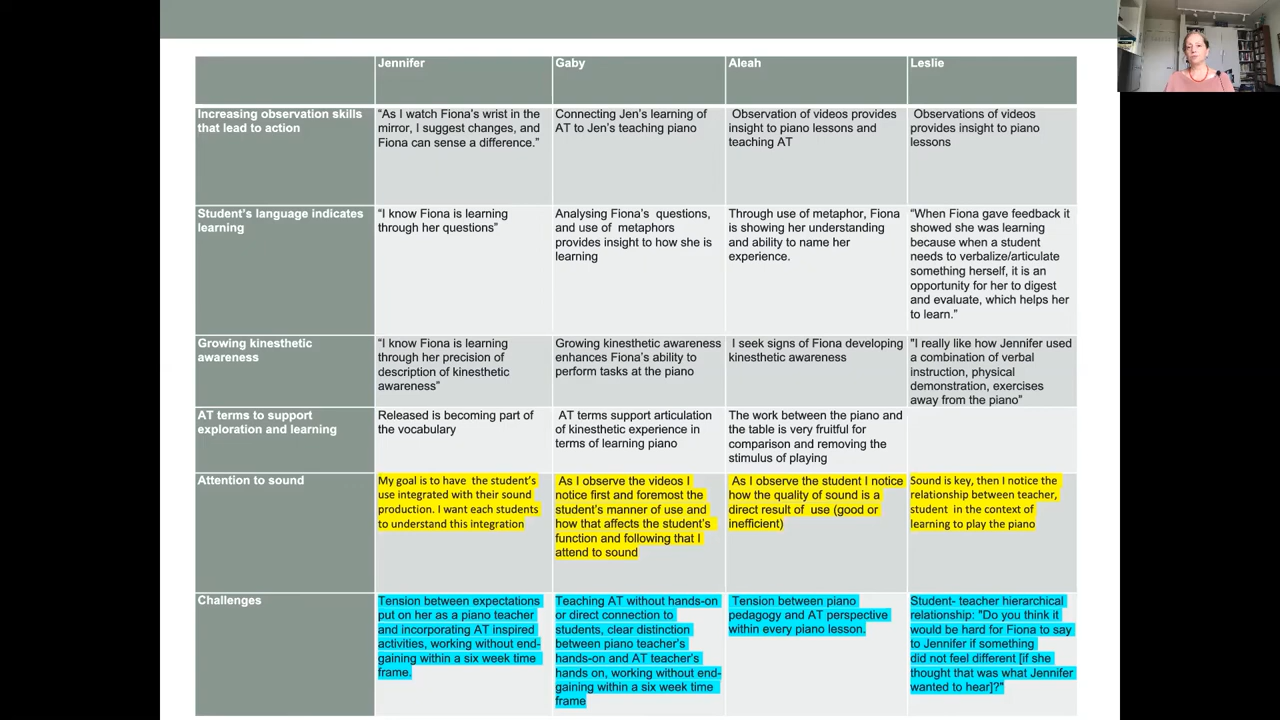 Jennifer
Gaby
Aleah
Leslie
Increasing observation skills
that lead to action
“As I watch Fiona’s wrist in the
mirror, I suggest changes, and
Fiona can sense a difference.”
Connecting Jen’s learning of
AT to Jen’s teaching piano
Observation of videos provides
insight to piano lessons and
teaching AT
Observations of videos
provides insight to piano
lessons
Student’s language indicates
learning
“I know Fiona is learning
through her questions”
Analysing Fiona’s questions,
and use of metaphors
provides insight to how she is
learning
Through use of metaphor, Fiona
is showing her understanding
and ability to name her
experience.
“When Fiona gave feedback it
showed she was learning
because when a student
needs to verbalize/articulate
something herself, it is an
opportunity for her to digest
and evaluate, which helps her
to learn.”
Growing kinesthetic
awareness
“I know Fiona is learning
through her precision of
description of kinesthetic
awareness”
Growing kinesthetic awareness
enhances Fiona’s ability to
perform tasks at the piano
I seek signs of Fiona developing
kinesthetic awareness
"I really like how Jennifer used
a combination of verbal
instruction, physical
demonstration, exercises
away from the piano”
AT terms to support
exploration and learning
Released is becoming part of
the vocabulary
AT terms support articulation
of kinesthetic experience in
terms of learning piano
The work between the piano and
the table is very fruitful for
comparison and removing the
stimulus of playing
Attention to sound
My goal is to have the student’s
use integrated with their sound
production. I want each students
to understand this integration
As I observe the videos I
notice first and foremost the
student’s manner of use and
how that affects the student’s
function and following that I
attend to sound
As I observe the student I notice
how the quality of sound is a
direct result of use (good or
inefficient)
Sound is key, then I notice the
relationship between teacher,
student in the context of
learning to play the piano
Challenges
Tension between expectations
put on her as a piano teacher
and incorporating AT inspired
activities, working without end-
gaining within a six week time
frame.
Teaching AT without hands-on
or direct connection to
students, clear distinction
between piano teacher’s
hands-on and AT teacher’s
hands on, working without end-
gaining within a six week time
frame
Tension between piano
pedagogy and AT perspective
within every piano lesson.
Student- teacher hierarchical
relationship: "Do you think it
would be hard for Fiona to say
to Jennifer if something
did not feel different [if she
thought that was what Jennifer
wanted to hear]?"